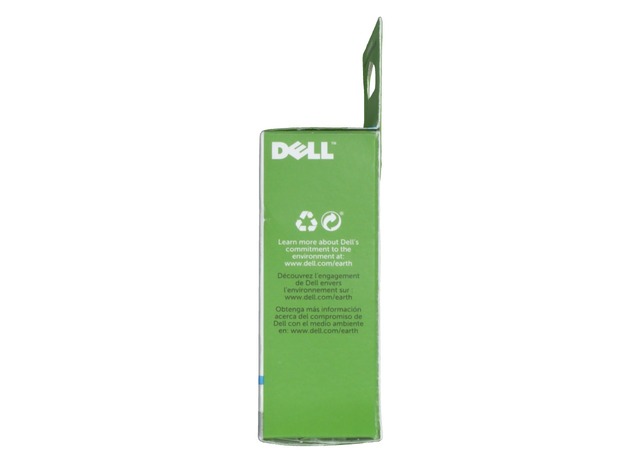 DELL™
Learn more about Dell's
commitment to the
environment at:
www.dell.com/earth
Découvrez l'engagement
de Dell envers
l'environnement sur :
www.dell.com/earth
Obtenga más información
acerca del compromiso de
Dell con el medio ambiente
en: www.dell.com/earth